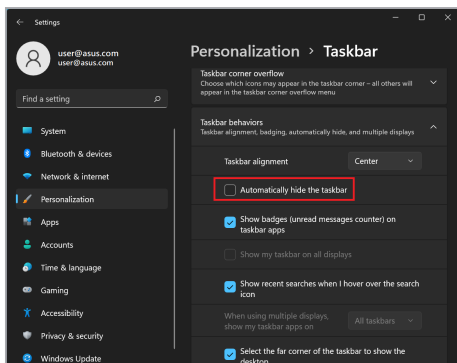 Settings
user@asus.com
user@asus.com
Find a setting
System
Bluetooth & devices
Network & internet
Personalization
Apps
Accounts
Time & language
Gaming
Accessibility
Privacy & security
Windows Update
Personalization > Taskbar
Taskbar corner overflow
Choose which icons may appear in the taskbar corner – all others will
appear in the taskbar corner overflow menu
Taskbar behaviors
Taskbar alignment, badging, automatically hide, and multiple displays
Taskbar alignment Center
Automatically hide the taskbar
Show badges (unread messages counter) on
taskbar apps
Show my taskbar on all displays
Show recent searches when I hover over the search
icon
When using multiple displays,
show my taskbar apps on All taskbars
Select the far corner of the taskbar to show the
desktop